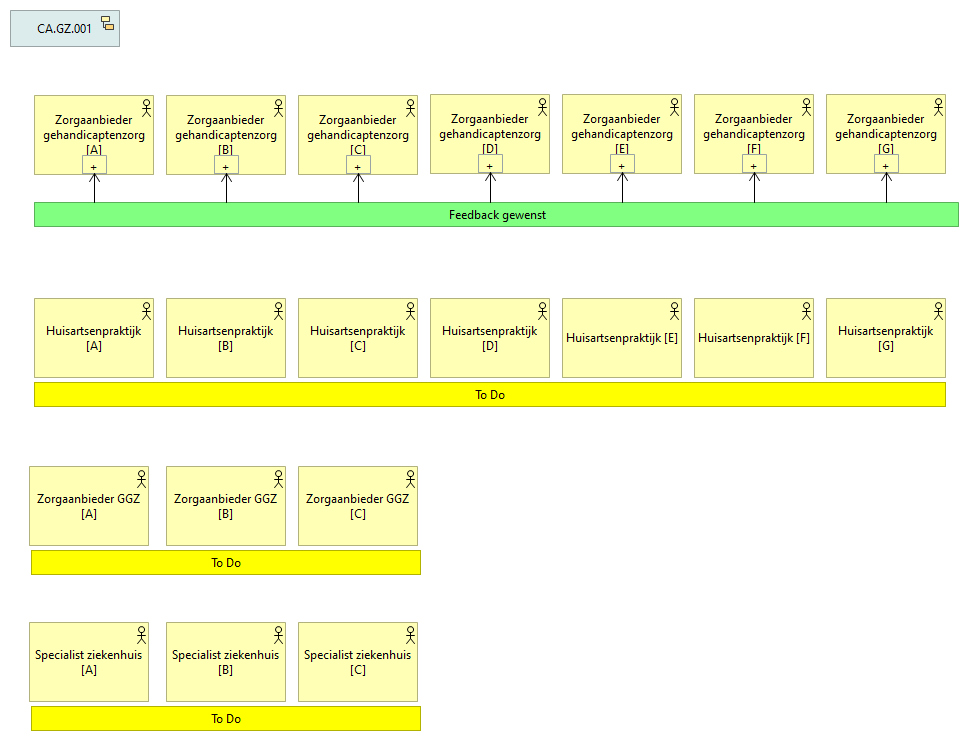 CA.GZ.001
Zorgaanbieder
gehandicaptenzorg
[A]
+
Zorgaanbieder
gehandicaptenzorg
[B]
+
Zorgaanbieder
gehandicaptenzorg
[C]
+
Zorgaanbieder
gehandicaptenzorg
[D]
+
Zorgaanbieder
gehandicaptenzorg
[E]
+
Zorgaanbieder
gehandicaptenzorg
[F]
+
Zorgaanbieder
gehandicaptenzorg
[G]
+
Feedback gewenst
Huisartsenpraktijk
[A]
Huisartsenpraktijk
[B]
Huisartsenpraktijk
[C]
Huisartsenpraktijk
[D]
Huisartsenpraktijk [E]
Huisartsenpraktijk [F]
Huisartsenpraktijk
[G]
To Do
Zorgaanbieder GGZ
[A]
Zorgaanbieder GGZ
[B]
Zorgaanbieder GGZ
[C]
To Do
Specialist ziekenhuis
[A]
Specialist ziekenhuis
[B]
Specialist ziekenhuis
[C]
To Do